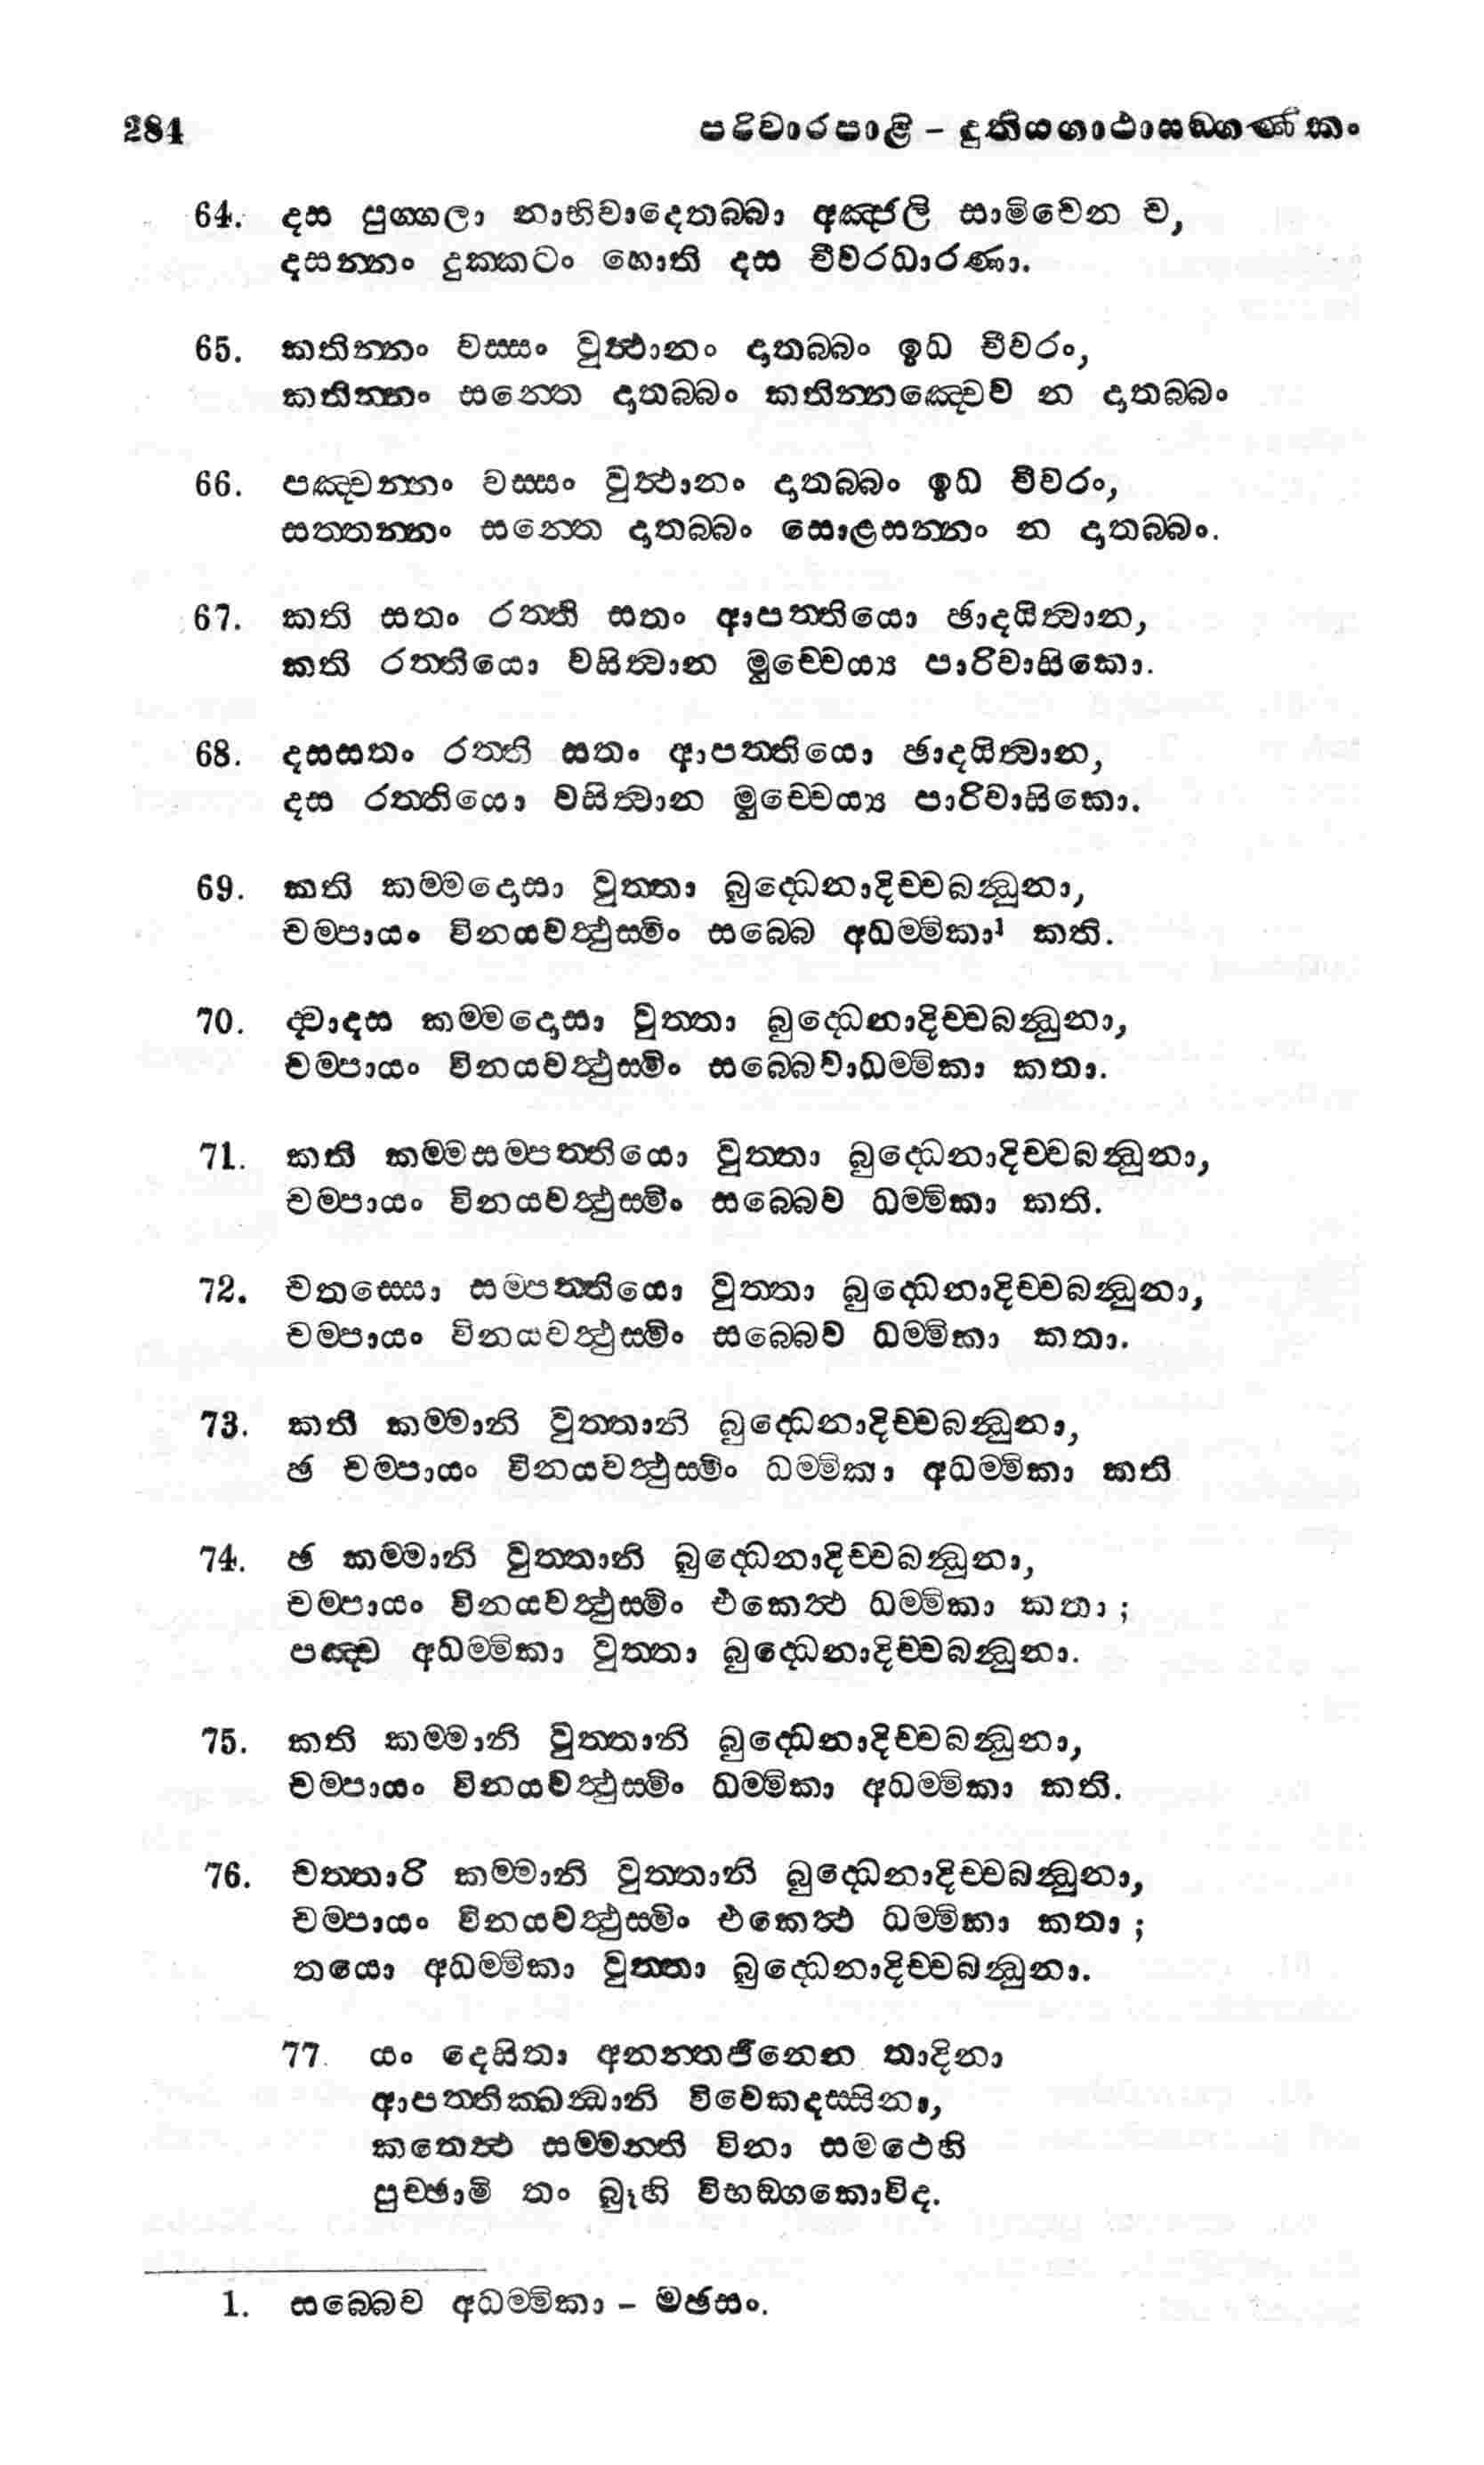 284
පරිවාරපාළි – දුතියගාථාසඞ්ගණිකං
64. දස පුග්ගලා නාභිවාදෙතබ්බා අඤ්ජලි සාමිචෙන ච,
දසන්නං දුක්කටං හොති දස චීවරධාරණා.
65. කතින්නං වස්සං වුත්ථානං දාතබ්බං ඉධ චීවරං,
කතින්නං සන්තෙ දාතබ්බං කතින්නඤ්චෙව න දාතබ්බං
66. පඤ්චන්නං වස්සං වුත්ථානං දාතබ්බං ඉධ චීවරං,
සත්තන්නං සන්තෙ දාතබ්බං සොළසන්නං න දාතබ්බං.
67. කති සතං රත්ති සතං ආපත්තියො ඡාදයිත්වාන,
කති රත්තියො වසිත්වාන මුච්චෙය්‍ය පාරිවාසිකො.
68. දසසතං රත්ති සතං ආපත්තියො ඡාදයිත්වාන,
දස රත්තියො වසිත්වාන මුච්චෙය්‍ය පාරිවාසිකො.
69. කති කම්මදොසා වුත්තා බුද්ධෙනාදිච්චබන්ධුනා,
චම්පායං විනයවත්ථුස්මිං සබ්බෙ අධම්මිකා¹ කති.
70. ද්වාදස කම්මදොසා වුත්තා බුද්ධෙනාදිච්චබන්ධුනා,
චම්පායං විනයවත්ථුස්මිං සබ්බෙවාධම්මිකා කතා.
71. කති කම්මසම්පත්තියො වුත්තා බුද්ධෙනාදිච්චබන්ධුනා,
චම්පායං විනයවත්ථුස්මිං සබ්බෙව ධම්මිකා කති.
72. චතස්සො සම්පත්තියො වුත්තා බුද්ධෙනාදිච්චබන්ධුනා,
චම්පායං විනයවත්ථුස්මිං සබ්බෙව ධම්මිකා කතා.
73. කති කම්මානි වුත්තානි බුද්ධෙනාදිච්චබන්ධුනා,
ඡ චම්පායං විනයවත්ථුස්මිං ධම්මිකා අධම්මිකා කති
74. ඡ කම්මානි වුත්තානි බුද්ධෙනාදිච්චබන්ධුනා,
චම්පායං විනයවත්ථුස්මිං එකෙත්ථ ධම්මිකා කතා ;
පඤ්ච අධම්මිකා වුත්තා බුද්ධෙනාදිච්චබන්ධුනා.
75. කති කම්මානි වුත්තානි බුද්ධෙනාදිච්චබන්ධුනා,
චම්පායං විනයවත්ථුස්මිං ධම්මිකා අධම්මිකා කති.
76. චත්තාරි කම්මානි වුත්තානි බුද්ධෙනාදිච්චබන්ධුනා,
චම්පායං විනයවත්ථුස්මිං එකෙත්ථ ධම්මිකා කතා ;
තයො අධම්මිකා වුත්තා බුද්ධෙනාදිච්චබන්ධුනා.
77. යං දෙසිතා අනන්තජිනෙන තාදිනා
ආපත්තික්ඛන්ධානි විවෙකදස්සිනා,
කතෙත්ථ සම්මන්ති විනා සමථෙහි
පුච්ඡාමි තං බ්‍රූහි විභඞ්ගකොවිද.
1. සබ්බෙව අධම්මිකා – මඡසං.